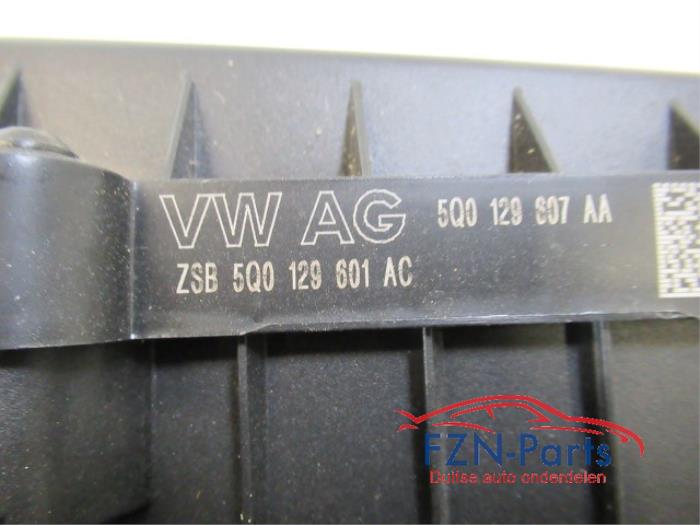 VW AG 5Q0 129 607 AA
ZSB 5Q0 129 601 AC
FZN-Parts
Duitse auto onderdelen